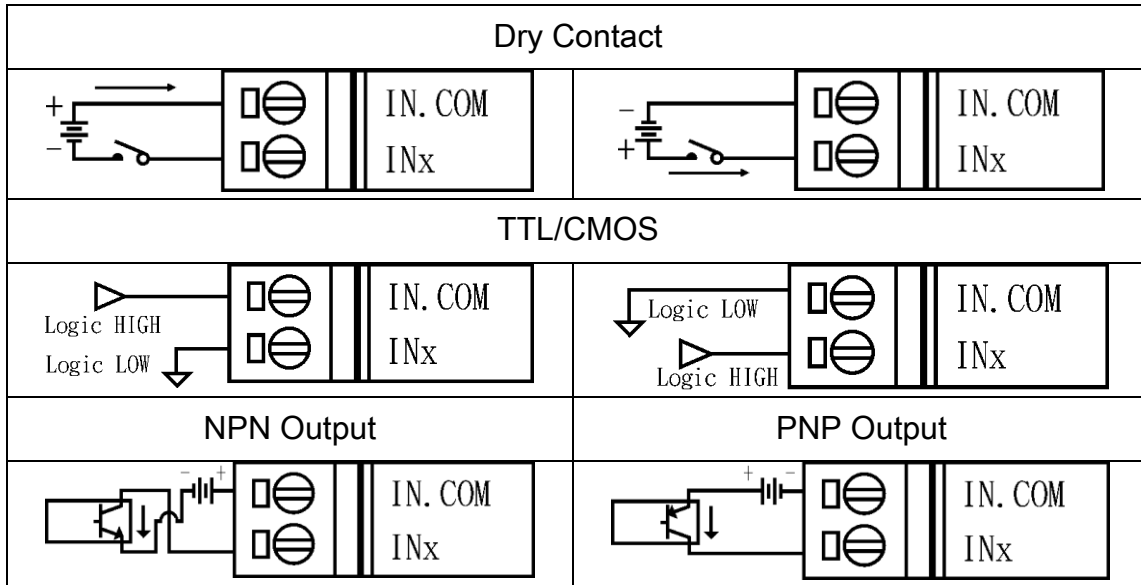 Dry Contact
+
−
IN. COM
INx
−
+
IN. COM
INx
TTL/CMOS
Logic HIGH
Logic LOW
IN. COM
INx
Logic LOW
Logic HIGH
IN. COM
INx
NPN Output
PNP Output
− +
IN. COM
INx
+ −
IN. COM
INx